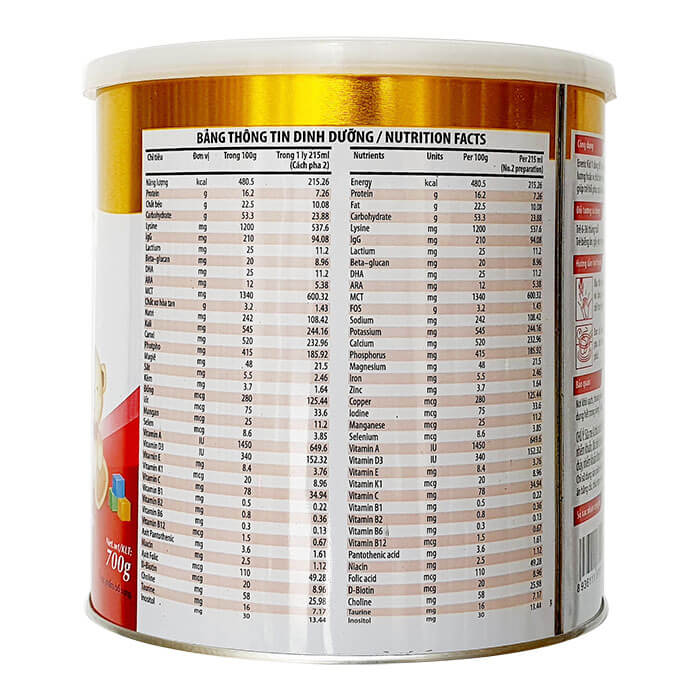 BẢNG THÔNG TIN DINH DƯỠNG / NUTRITION FACTS
Chỉ tiêu Đơn vị Trong 100g Trong 1 ly 215ml
(Cách pha 2)
Năng lượng kcal 480.5 215.26
Protein g 16.2 7.26
Chất béo g 22.5 10.08
Carbohydrate g 53.3 23.88
Lysine mg 1200 537.6
IgG mg 210 94.08
Lactium mg 25 11.2
Beta-glucan mg 20 8.96
DHA mg 25 11.2
ARA mg 12 5.38
MCT mg 1340 600.32
Chất xơ hòa tan g 3.2 1.43
Natri mg 242 108.42
Kali mg 545 244.16
Canxi mg 520 232.96
Photpho mg 415 185.92
Magiê mg 48 21.5
Sắt mg 5.5 2.46
Kẽm mg 3.7 1.64
Đồng mcg 280 125.44
Iốt mcg 75 33.6
Mangan mcg 25 11.2
Selen mcg 8.6 3.85
Vitamin A IU 1450 649.6
Vitamin D3 IU 340 152.32
Vitamin E mg 8.4 3.76
Vitamin K1 mcg 20 8.96
Vitamin C mg 78 34.94
Vitamin B1 mg 0.5 0.22
Vitamin B2 mg 0.8 0.36
Vitamin B6 mg 0.3 0.13
Vitamin B12 mcg 1.5 0.67
Axit Pantothenic mg 3.6 1.61
Niacin mg 2.5 1.12
Axit Folic mcg 110 49.28
D-Biotin mcg 20 8.96
Choline mg 58 25.98
Taurine mg 16 7.17
Inositol mg 30 13.44
Nutrients Units Per 100g Per 215 ml
(No.2 preparation)
Energy kcal 480.5 215.26
Protein g 16.2 7.26
Fat g 22.5 10.08
Carbohydrate g 53.3 23.88
Lysine mg 1200 537.6
IgG mg 210 94.08
Lactium mg 25 11.2
Beta-glucan mg 20 8.96
DHA mg 25 11.2
ARA mg 12 5.38
MCT mg 1340 600.32
FOS g 3.2 1.43
Sodium mg 242 108.42
Potassium mg 545 244.16
Calcium mg 520 232.96
Phosphorus mg 415 185.92
Magnesium mg 48 21.5
Iron mg 5.5 2.46
Zinc mg 3.7 1.64
Copper mcg 280 125.44
Iodine mcg 75 33.6
Manganese mcg 25 11.2
Selenium mcg 8.6 3.85
Vitamin A IU 1450 649.6
Vitamin D3 IU 340 152.32
Vitamin E mg 8.4 3.76
Vitamin K1 mcg 20 8.96
Vitamin C mg 78 34.94
Vitamin B1 mg 0.5 0.22
Vitamin B2 mg 0.8 0.36
Vitamin B6 mg 0.3 0.13
Vitamin B12 mcg 1.5 0.67
Pantothenic acid mg 3.6 1.61
Niacin mg 2.5 1.12
Folic acid mcg 110 49.28
D-Biotin mcg 20 8.96
Choline mg 58 25.98
Taurine mg 16 7.17
Inositol mg 30 13.44
Net.wt/KLT:
700g
Công dụng
Đối tượng
Hướng dẫn
Bảo quản